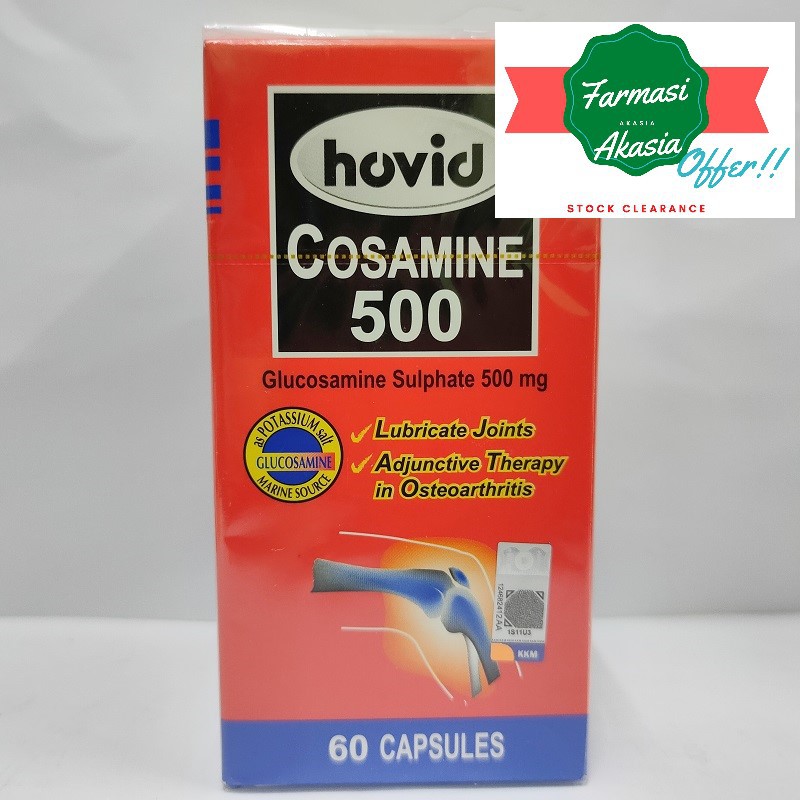 Farmasi
AKASIA
Akasia
Offer!!
STOCK CLEARANCE
hovid
COSAMINE
500
Glucosamine Sulphate 500 mg
as POTASSIUM salt
GLUCOSAMINE
MARINE SOURCE
Lubricate Joints
Adjunctive Therapy
in Osteoarthritis
1S11U3
KKM
60 CAPSULES